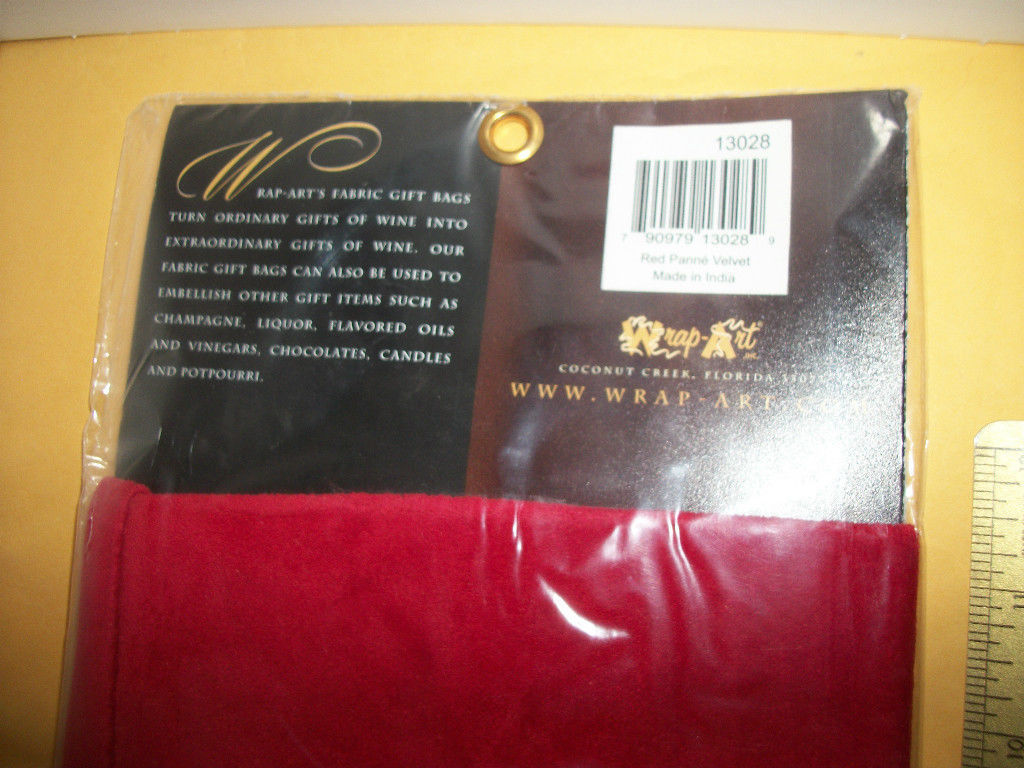 WRAP-ART'S FABRIC GIFT BAGS
TURN ORDINARY GIFTS OF WINE INTO
EXTRAORDINARY GIFTS OF WINE. OUR
FABRIC GIFT BAGS CAN ALSO BE USED TO
EMBELLISH OTHER GIFT ITEMS SUCH AS
CHAMPAGNE, LIQUOR, FLAVORED OILS
AND VINEGARS, CHOCOLATES, CANDLES
AND POTPOURRI.
13028
7 90979 13028 9
Red Panné Velvet
Made in India
Wrap-Art INC.
COCONUT CREEK, FLORIDA
WWW.WRAP-ART.COM
10